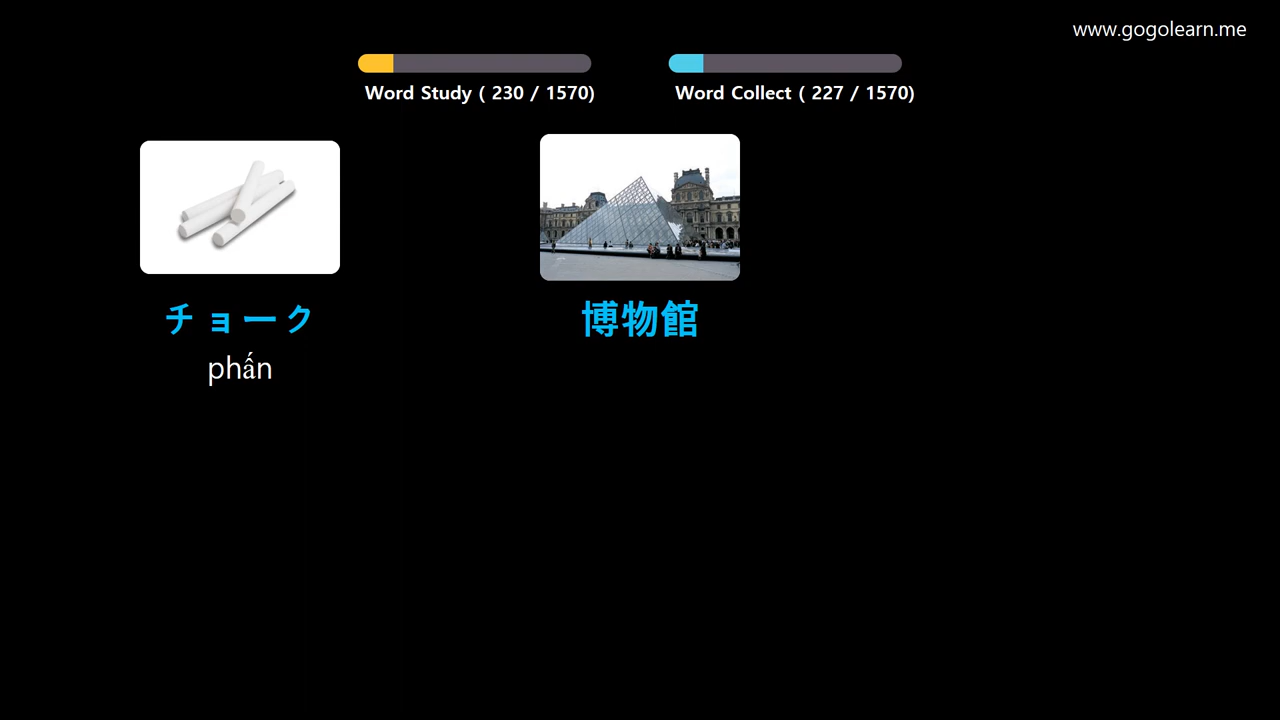 www.gogolearn.me
Word Study ( 230 / 1570)
Word Collect ( 227 / 1570)
チョーク
phấn
博物館